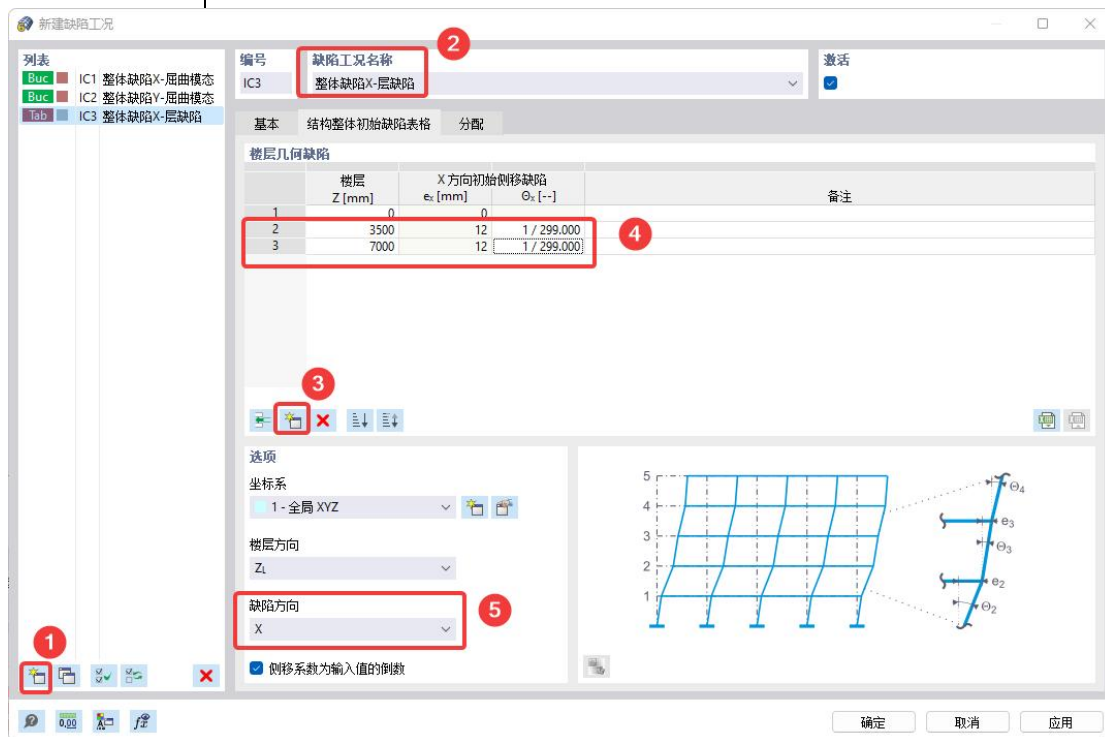 新建缺陷工况
列表
Buc IC1 整体缺陷X-屈曲模态
Buc IC2 整体缺陷Y-屈曲模态
Tab IC3 整体缺陷X-层缺陷
编号
IC3
缺陷工况名称
整体缺陷X-层缺陷
2
激活
基本 结构整体初始缺陷表格 分配
楼层几何缺陷
楼层 X 方向初始侧移缺陷
Z [mm] ex [mm] Θx [--] 备注
1 0 0
2 3500 12 1 / 299.000
3 7000 12 1 / 299.000
4
3
选项
坐标系
1 - 全局 XYZ
楼层方向
ZL
缺陷方向
X
5
侧移系数为输入值的倒数
5
4
3
2
1
Θ4
e3
Θ3
e2
Θ2
1
0,00
确定 取消 应用